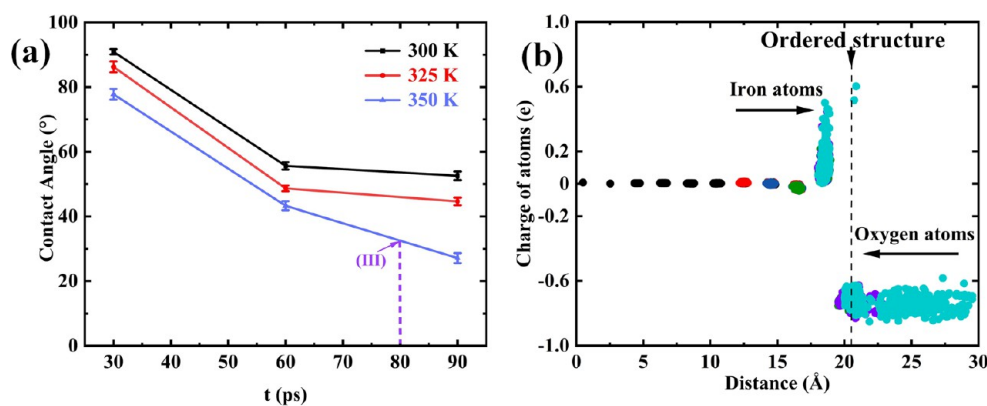 (a)
300 K
325 K
350 K
(III)
Contact Angle (°)
100
80
60
40
20
0
30
40
50
60
70
80
90
t (ps)
(b)
Ordered structure
Iron atoms
Oxygen atoms
Charge of atoms (e)
0.6
0.2
0
-0.2
-0.6
-1.0
0
5
10
15
20
25
30
Distance (Å)